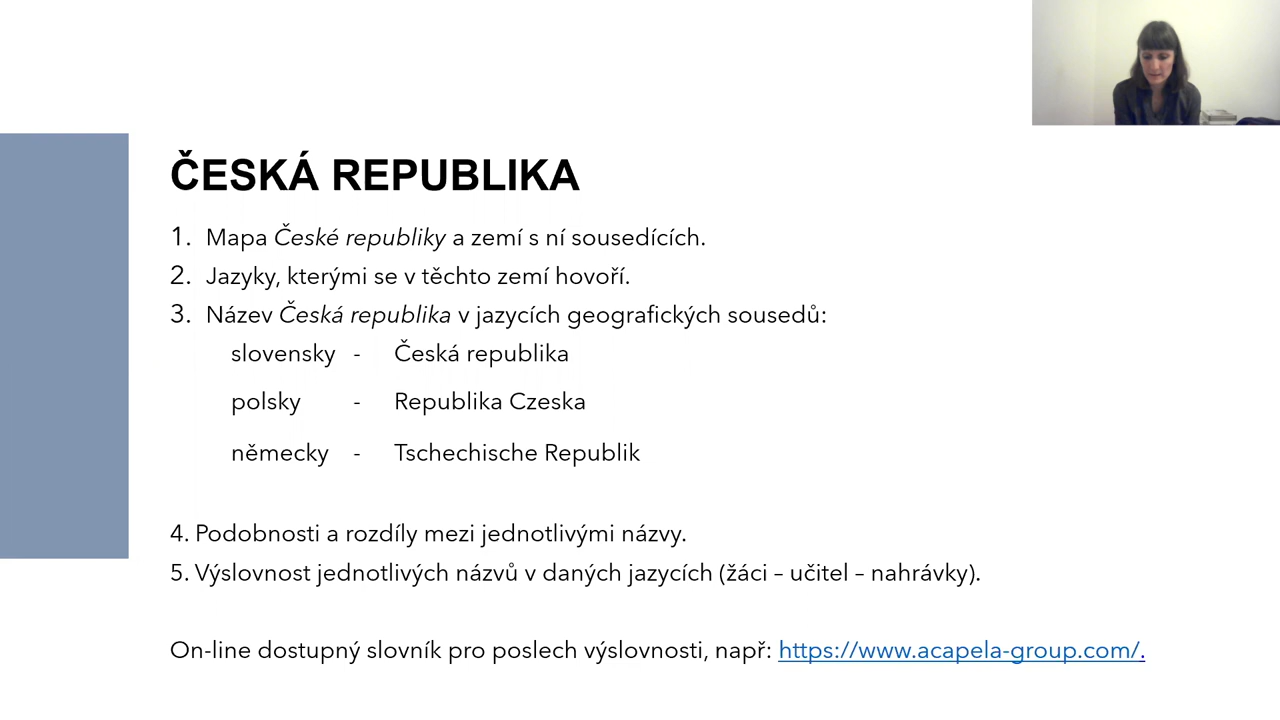 ČESKÁ REPUBLIKA
1. Mapa České republiky a zemí s ní sousedících.
2. Jazyky, kterými se v těchto zemí hovoří.
3. Název Česká republika v jazycích geografických sousedů:
slovensky - Česká republika
polsky - Republika Czeska
německy - Tschechische Republik
4. Podobnosti a rozdíly mezi jednotlivými názvy.
5. Výslovnost jednotlivých názvů v daných jazycích (žáci – učitel – nahrávky).
On-line dostupný slovník pro poslech výslovnosti, např: https://www.acapela-group.com/.